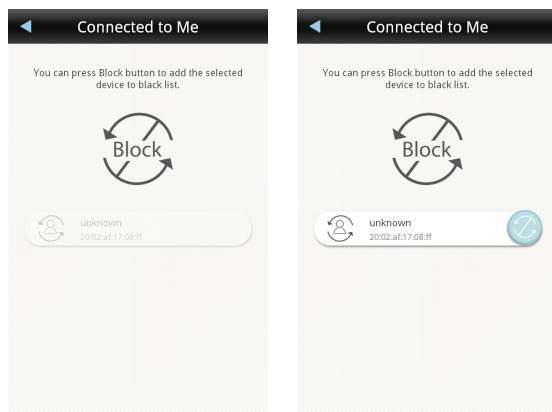 Connected to Me
You can press Block button to add the selected
device to black list.
Block
unknown
20:02:af:17:08:ff
Connected to Me
You can press Block button to add the selected
device to black list.
Block
unknown
20:02:af:17:08:ff